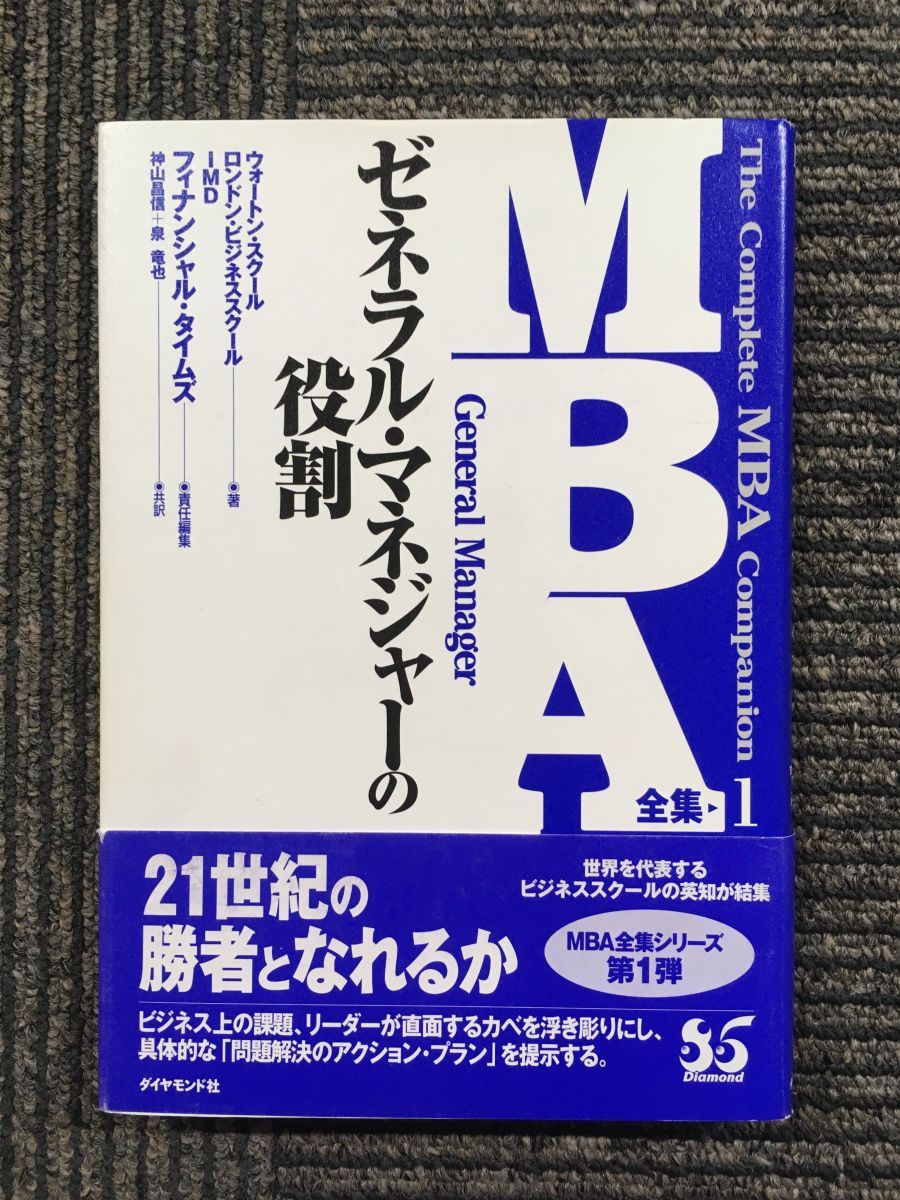 The Complete MBA Companion 1
MBA
全集▸
General Manager
ゼネラル・マネジャーの
役割
ウォートン・スクール
ロンドン・ビジネススクール
IMD
著
フィナンシャル・タイムズ
責任編集
神山昌信＋泉 竜也
共訳
世界を代表する
ビジネススクールの英知が結集
21世紀の
勝者となれるか
MBA全集シリーズ
第1弾
ビジネス上の課題、リーダーが直面するカベを浮き彫りにし、
具体的な「問題解決のアクション・プラン」を提示する。
ダイヤモンド社
85
Diamond